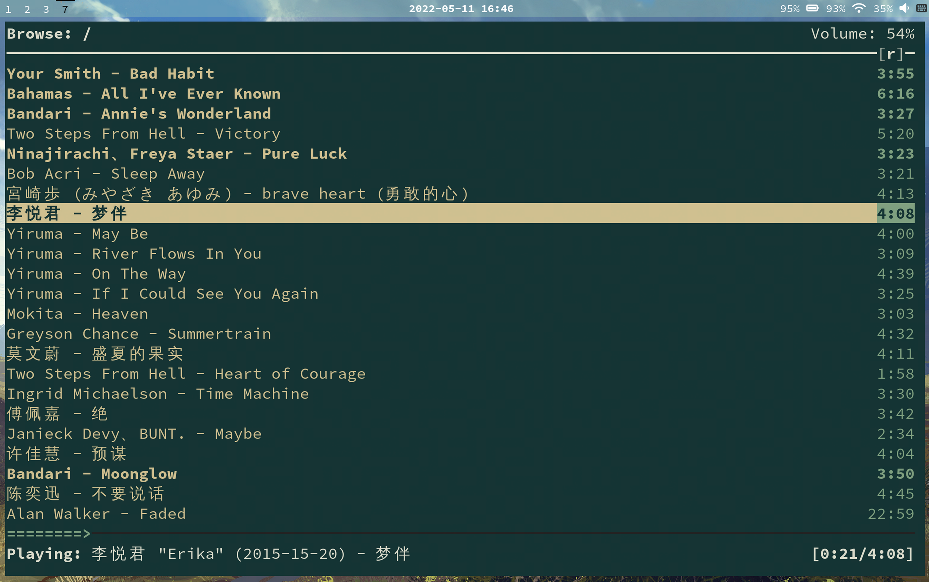 1 2 3 7 2022-05-11 16:46 95% 93% 35%
Browse: / Volume: 54%
[r]
Your Smith - Bad Habit 3:55
Bahamas - All I've Ever Known 6:16
Bandari - Annie's Wonderland 3:27
Two Steps From Hell - Victory 5:20
Ninajirachi、Freya Staer - Pure Luck 3:23
Bob Acri - Sleep Away 3:21
宮崎歩 (みやざき あゆみ) - brave heart (勇敢的心) 4:13
李悦君 - 梦伴 4:08
Yiruma - May Be 4:00
Yiruma - River Flows In You 3:09
Yiruma - On The Way 4:39
Yiruma - If I Could See You Again 3:25
Mokita - Heaven 3:03
Greyson Chance - Summertrain 4:32
莫文蔚 - 盛夏的果实 4:11
Two Steps From Hell - Heart of Courage 1:58
Ingrid Michaelson - Time Machine 3:30
傅佩嘉 - 绝 3:42
Janieck Devy、BUNT. - Maybe 2:34
许佳慧 - 预谋 4:04
Bandari - Moonglow 3:50
陈奕迅 - 不要说话 4:45
Alan Walker - Faded 22:59
========>
Playing: 李悦君 "Erika" (2015-15-20) - 梦伴 [0:21/4:08]